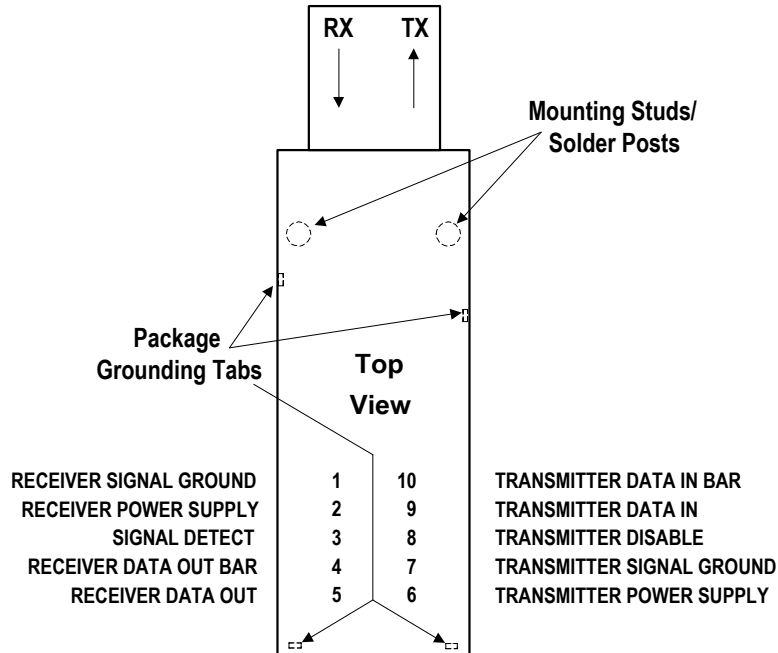 RX TX
Mounting Studs/
Solder Posts
Package
Grounding Tabs
Top
View
RECEIVER SIGNAL GROUND 1 10 TRANSMITTER DATA IN BAR
RECEIVER POWER SUPPLY 2 9 TRANSMITTER DATA IN
SIGNAL DETECT 3 8 TRANSMITTER DISABLE
RECEIVER DATA OUT BAR 4 7 TRANSMITTER SIGNAL GROUND
RECEIVER DATA OUT 5 6 TRANSMITTER POWER SUPPLY